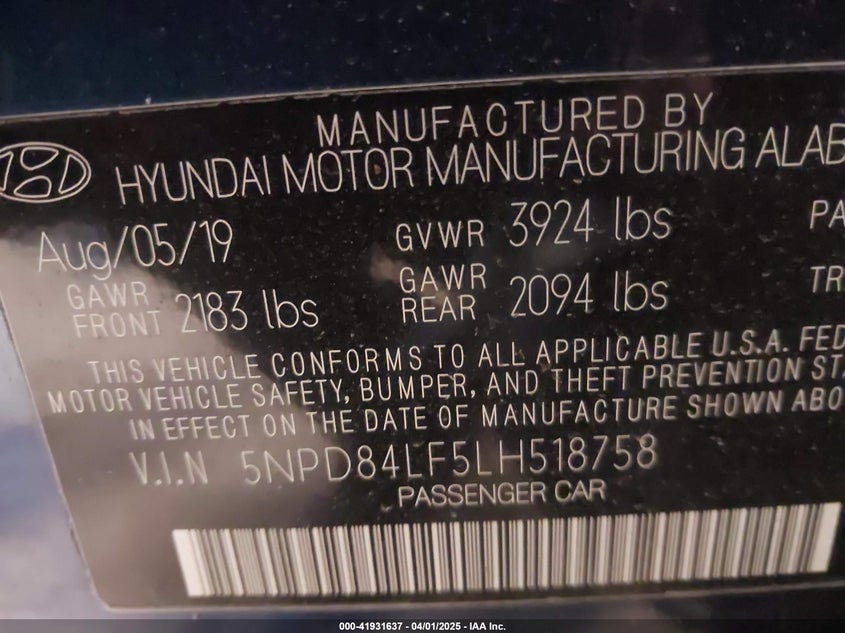 MANUFACTURED BY
HYUNDAI MOTOR MANUFACTURING ALAB
Aug/05/19 GVWR 3924 lbs PA
GAWR FRONT 2183 lbs GAWR REAR 2094 lbs TR
THIS VEHICLE CONFORMS TO ALL APPLICABLE U.S.A. FED
MOTOR VEHICLE SAFETY, BUMPER, AND THEFT PREVENTION STA
IN EFFECT ON THE DATE OF MANUFACTURE SHOWN ABO
V.I.N 5NPD84LF5LH518758
PASSENGER CAR
000-41931637 - 04/01/2025 - IAA Inc.